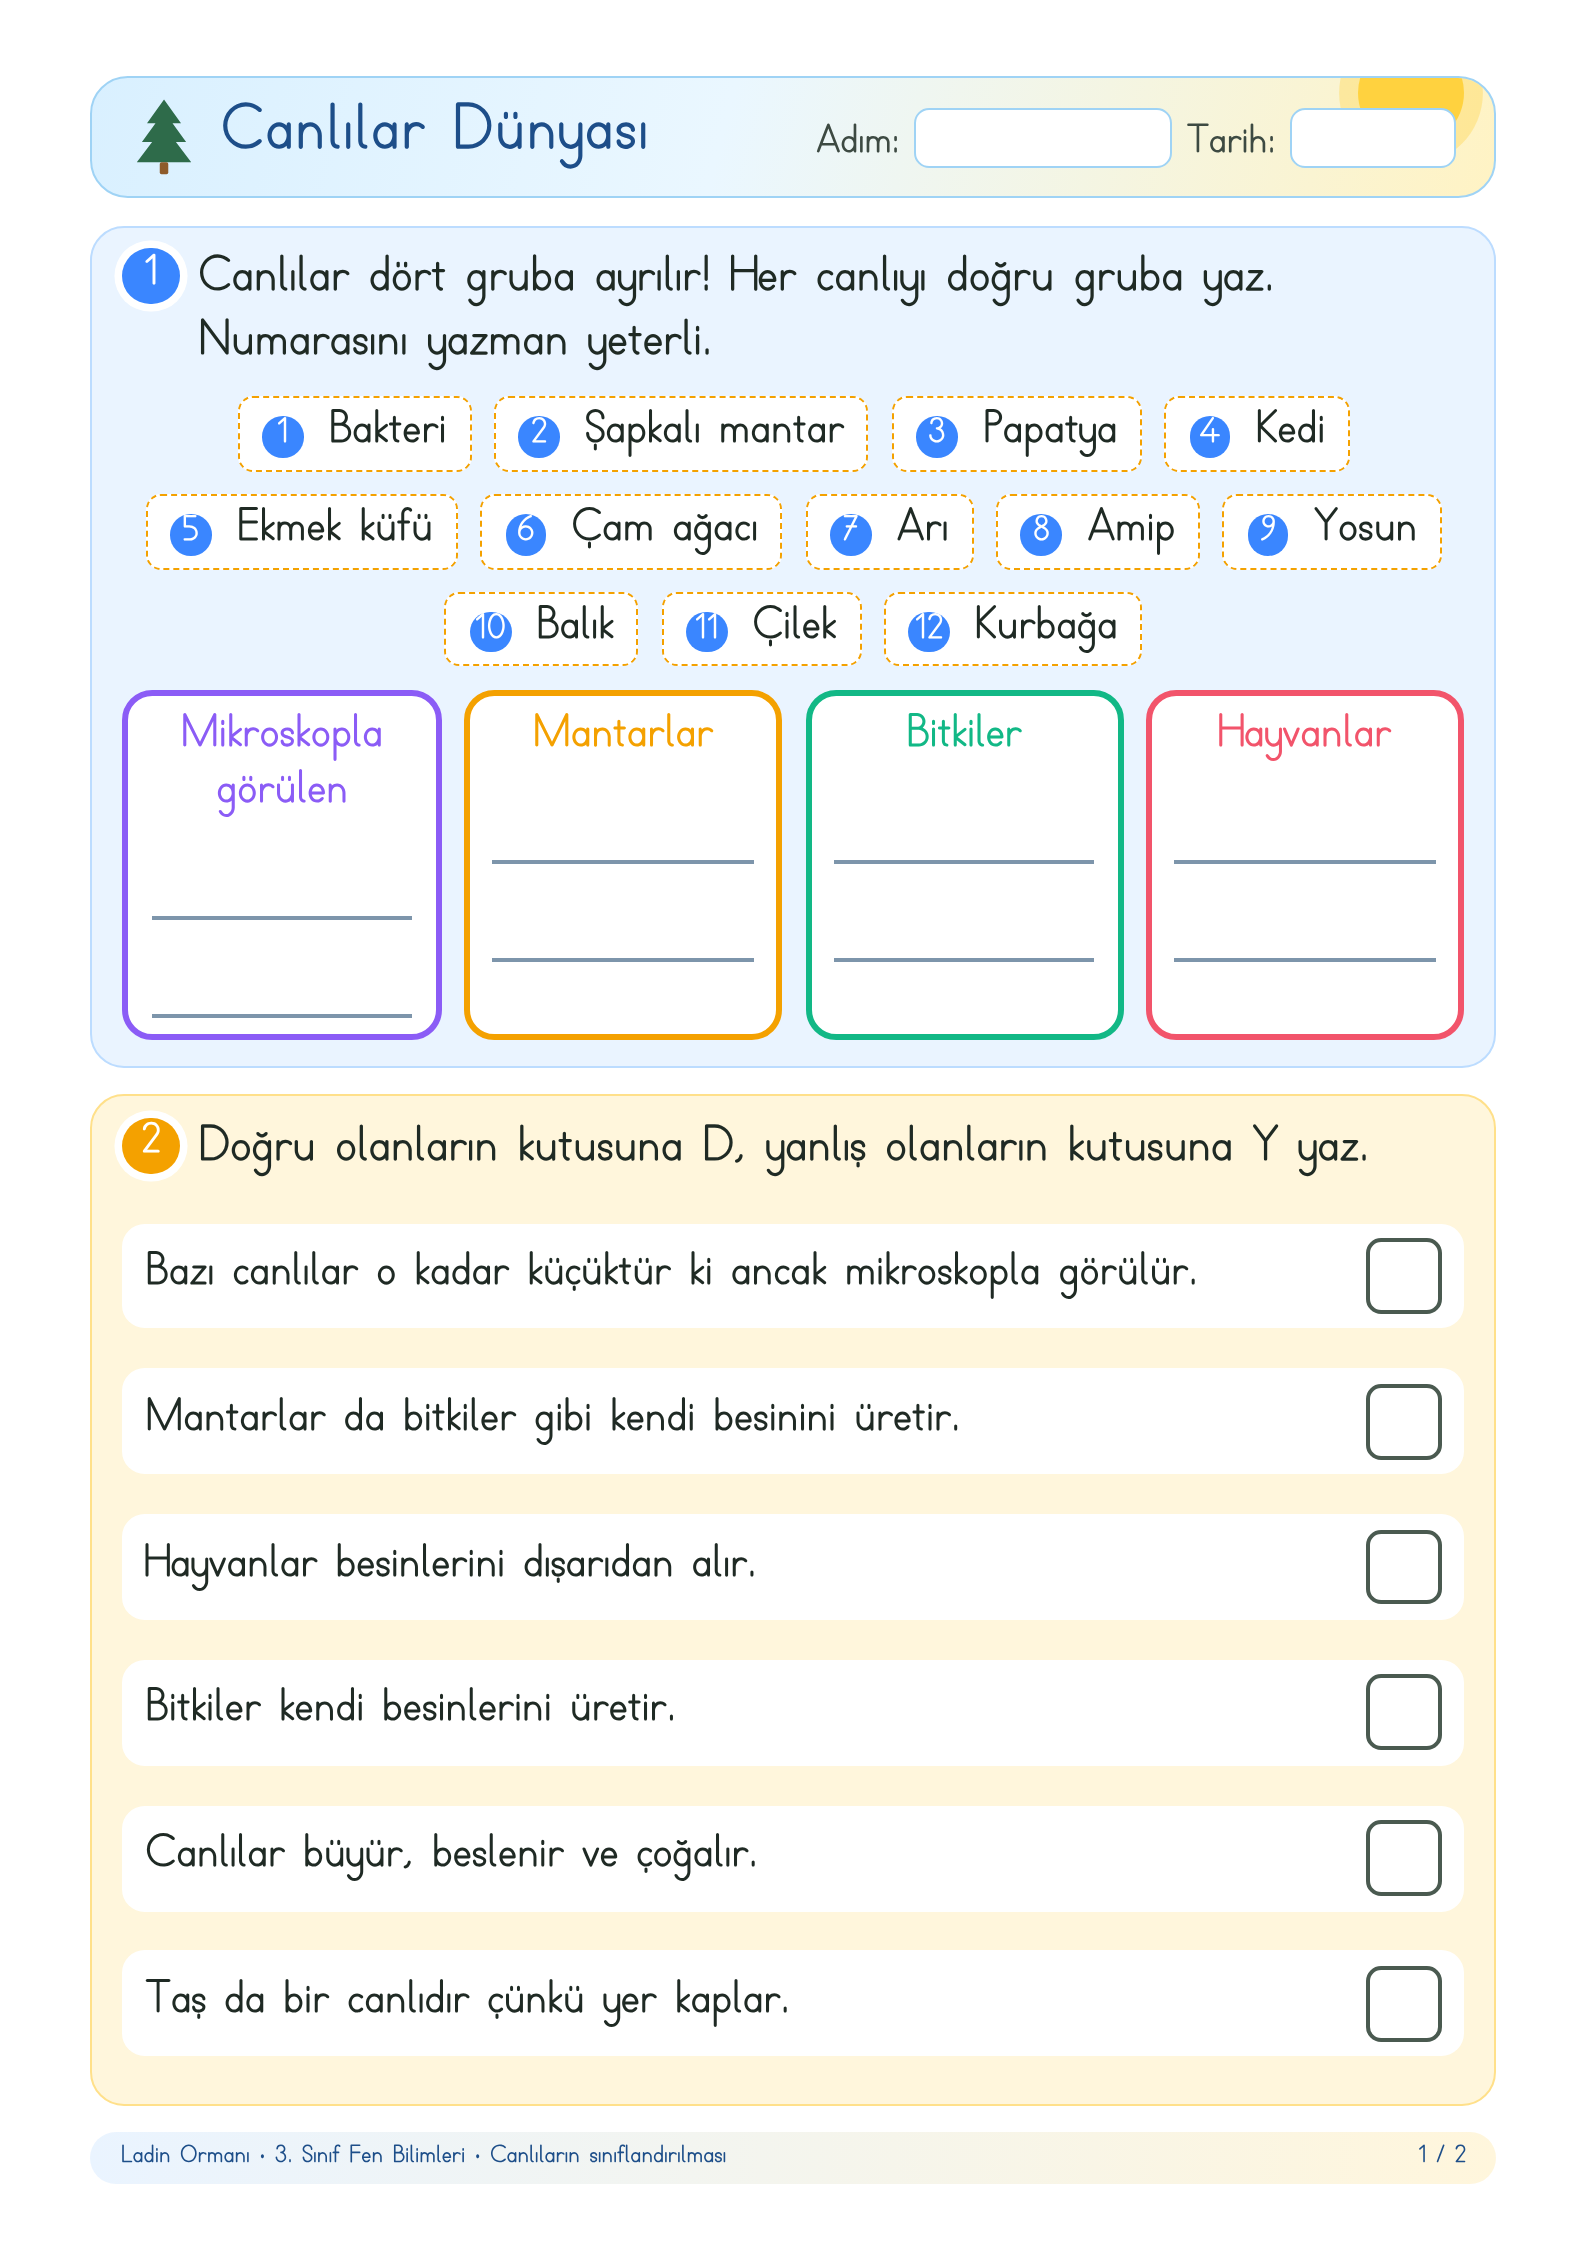 Canlılar Dünyası
Adım:
Tarih:
1 Canlılar dört gruba ayrılır! Her canlıyı doğru gruba yaz.
Numarasını yazman yeterli.
1 Bakteri
2 Şapkalı mantar
3 Papatya
4 Kedi
5 Ekmek küfü
6 Çam ağacı
7 Arı
8 Amip
9 Yosun
10 Balık
11 Çilek
12 Kurbağa
Mikroskopla
görülen
Mantarlar
Bitkiler
Hayvanlar
2 Doğru olanların kutusuna D, yanlış olanların kutusuna Y yaz.
Bazı canlılar o kadar küçüktür ki ancak mikroskopla görülür.
Mantarlar da bitkiler gibi kendi besinini üretir.
Hayvanlar besinlerini dışarıdan alır.
Bitkiler kendi besinlerini üretir.
Canlılar büyür, beslenir ve çoğalır.
Taş da bir canlıdır çünkü yer kaplar.
Ladin Ormanı • 3. Sınıf Fen Bilimleri • Canlıların sınıflandırılması
1 / 2